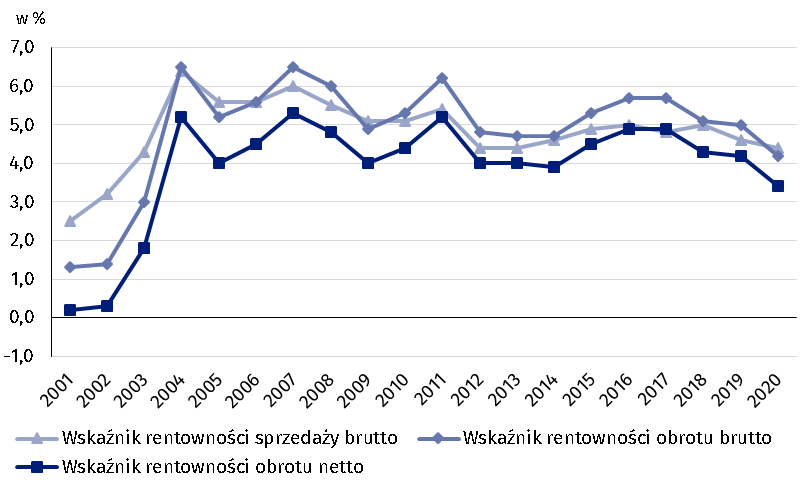 w %
7,0
6,0
5,0
4,0
3,0
2,0
1,0
0,0
-1,0
2001 2002 2003 2004 2005 2006 2007 2008 2009 2010 2011 2012 2013 2014 2015 2016 2017 2018 2019 2020
Wskaźnik rentowności sprzedaży brutto Wskaźnik rentowności obrotu brutto
Wskaźnik rentowności obrotu netto